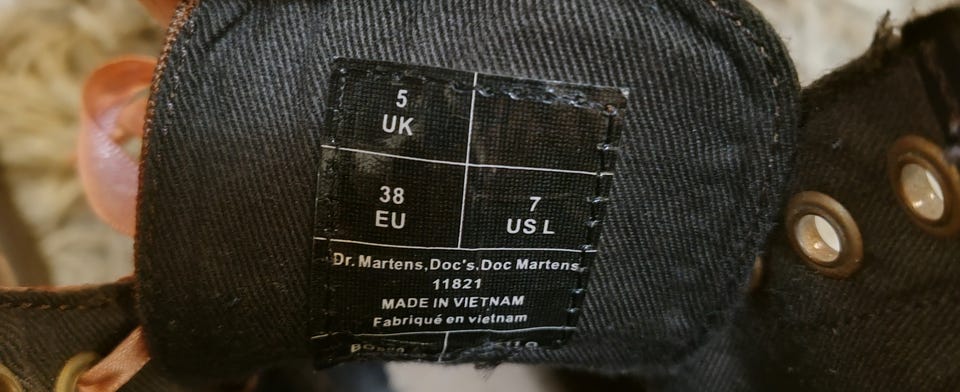 5
UK
38
EU
7
US L
Dr. Martens,Doc's,Doc Martens
11821
MADE IN VIETNAM
Fabriqué en vietnam